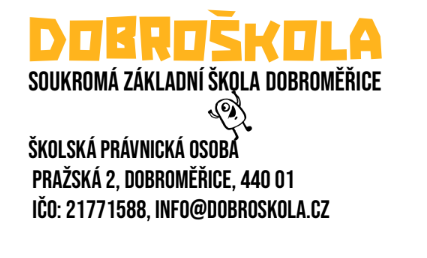 DOBROŠKOLA
SOUKROMÁ ZÁKLADNÍ ŠKOLA DOBROMĚŘICE
ŠKOLSKÁ PRÁVNICKÁ OSOBA
PRAŽSKÁ 2, DOBROMĚŘICE, 440 01
IČO: 21771588, INFO@DOBROSKOLA.CZ